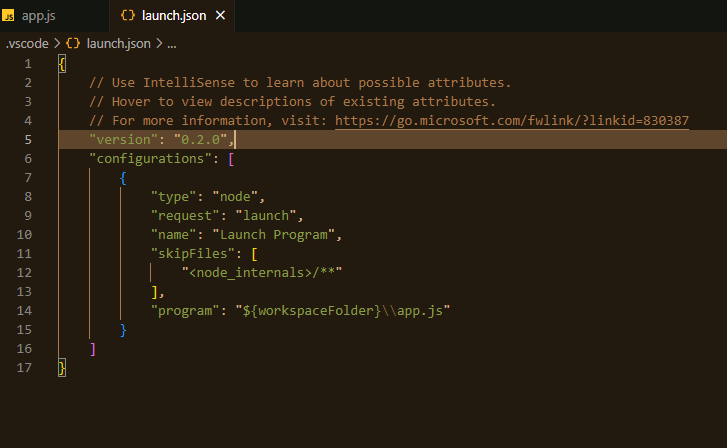 JS app.js {} launch.json ×
.vscode > {} launch.json > ...
1 {
2 // Use IntelliSense to learn about possible attributes.
3 // Hover to view descriptions of existing attributes.
4 // For more information, visit: https://go.microsoft.com/fwlink/?linkid=830387
5 "version": "0.2.0",
6 "configurations": [
7 {
8 "type": "node",
9 "request": "launch",
10 "name": "Launch Program",
11 "skipFiles": [
12 "<node_internals>/**"
13 ],
14 "program": "${workspaceFolder}\\app.js"
15 }
16 ]
17 }